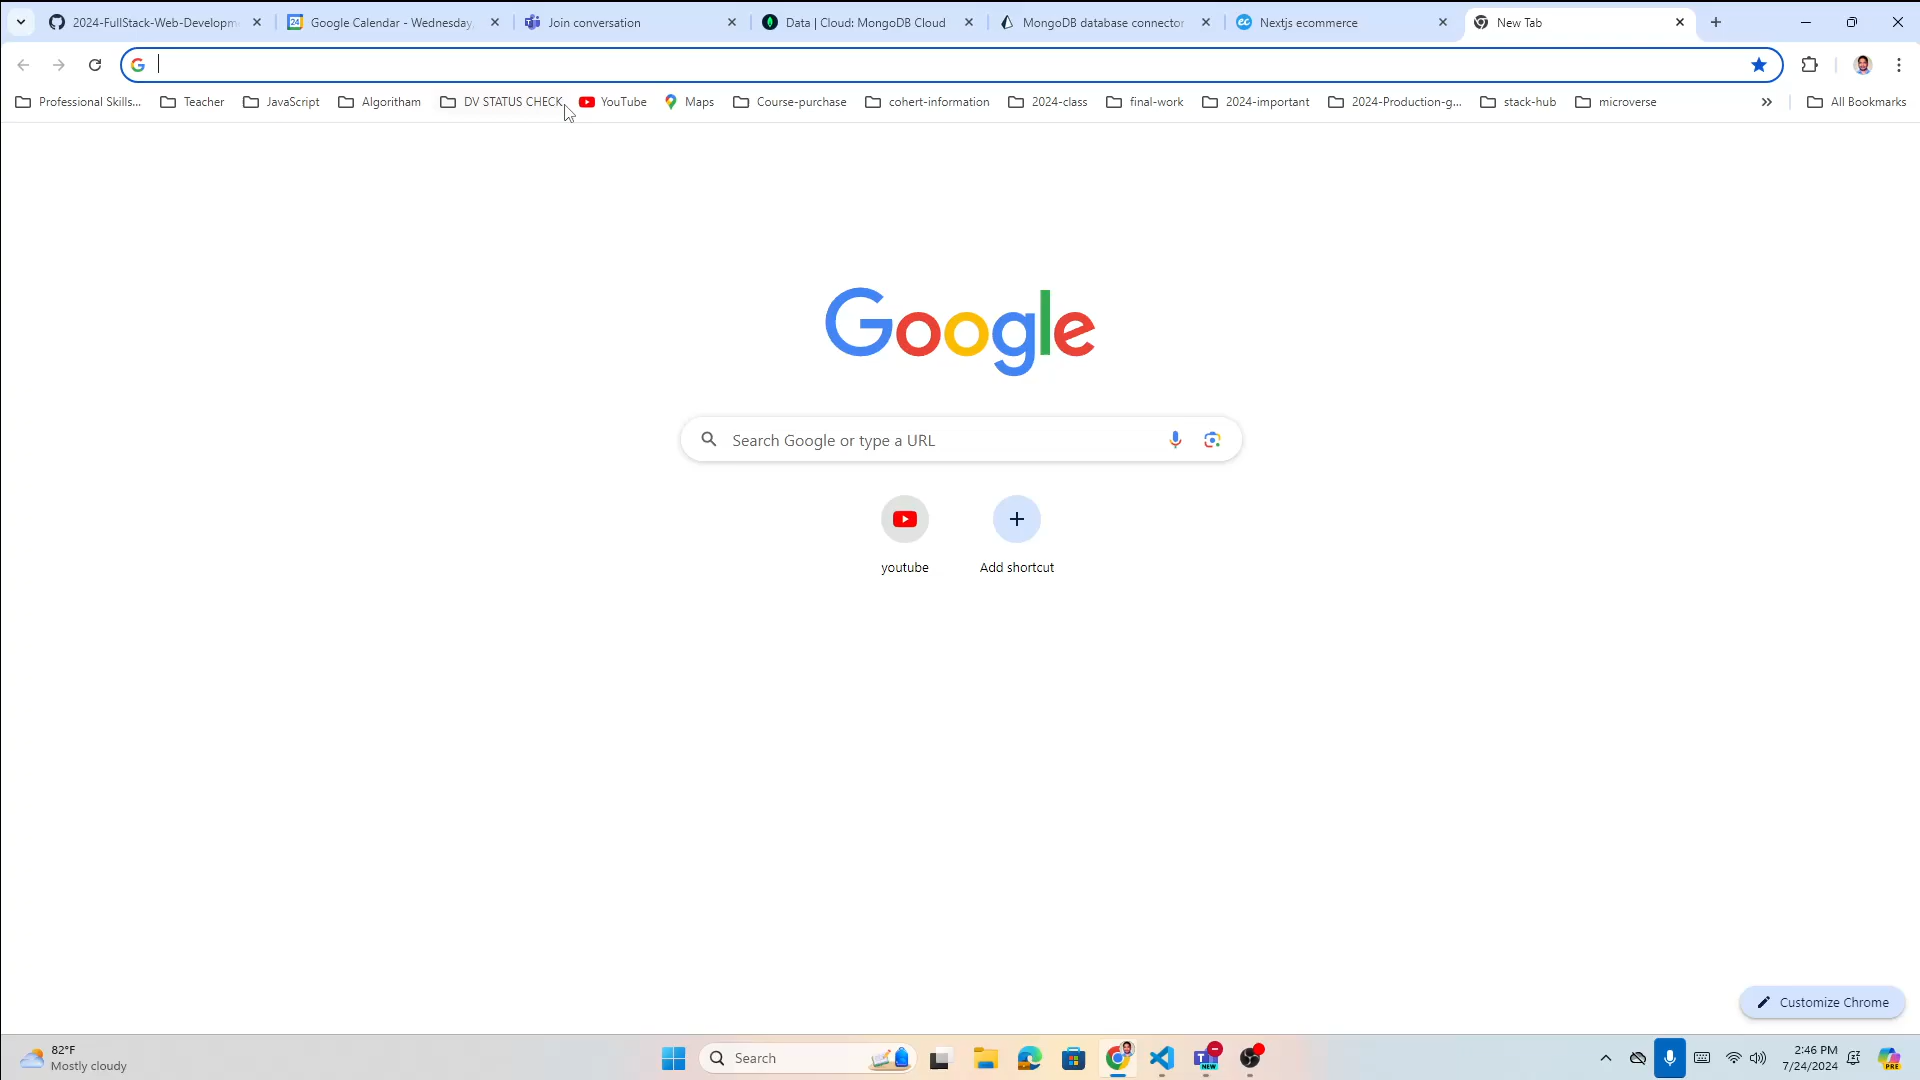 2024-FullStack-Web-Developm
Google Calendar - Wednesday,
Join conversation
Data | Cloud: MongoDB Cloud
MongoDB database connector
Nextjs ecommerce
New Tab
Professional Skills...
Teacher
JavaScript
Algoritham
DV STATUS CHECK
YouTube
Maps
Course-purchase
cohert-information
2024-class
final-work
2024-important
2024-Production-g...
stack-hub
microverse
All Bookmarks
Google
Search Google or type a URL
youtube
Add shortcut
Customize Chrome
82°F
Mostly cloudy
Search
NEW
2:46 PM
7/24/2024
PRE